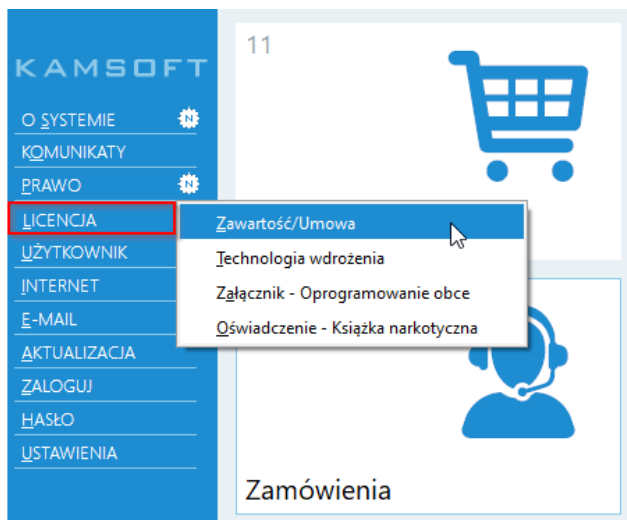 KAMSOFT
O SYSTEMIE
N
KOMUNIKATY
PRAWO
N
LICENCJA
UŻYTKOWNIK
INTERNET
E-MAIL
AKTUALIZACJA
ZALOGUJ
HASŁO
USTAWIENIA
11
Zawartość/Umowa
Technologia wdrożenia
Załącznik - Oprogramowanie obce
Oświadczenie - Książka narkotyczna
Zamówienia